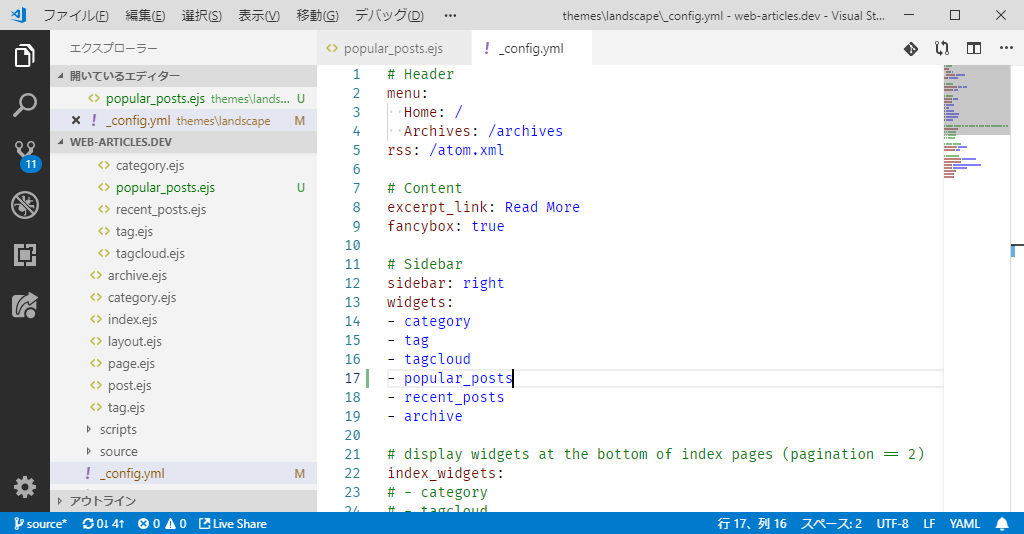 ファイル(F) 編集(E) 選択(S) 表示(V) 移動(G) デバッグ(D) ··· themes\landscape\_config.yml - web-articles.dev - Visual St...
エクスプローラー
popular_posts.ejs
! _config.yml
開いているエディター
popular_posts.ejs themes\lands... U
! _config.yml themes\landscape M
WEB-ARTICLES.DEV
category.ejs
popular_posts.ejs U
recent_posts.ejs
tag.ejs
tagcloud.ejs
archive.ejs
category.ejs
index.ejs
layout.ejs
page.ejs
post.ejs
tag.ejs
scripts
source
! _config.yml M
アウトライン
11
1 # Header
2 menu:
3 ··Home: /
4 ··Archives: /archives
5 rss: /atom.xml
6
7 # Content
8 excerpt_link: Read More
9 fancybox: true
10
11 # Sidebar
12 sidebar: right
13 widgets:
14 - category
15 - tag
16 - tagcloud
17 - popular_posts
18 - recent_posts
19 - archive
20
21 # display widgets at the bottom of index pages (pagination == 2)
22 index_widgets:
23 # - category
24 # - tagcloud
source* 0↓ 4↑ 0 0 Live Share 行 17、列 16 スペース: 2 UTF-8 LF YAML